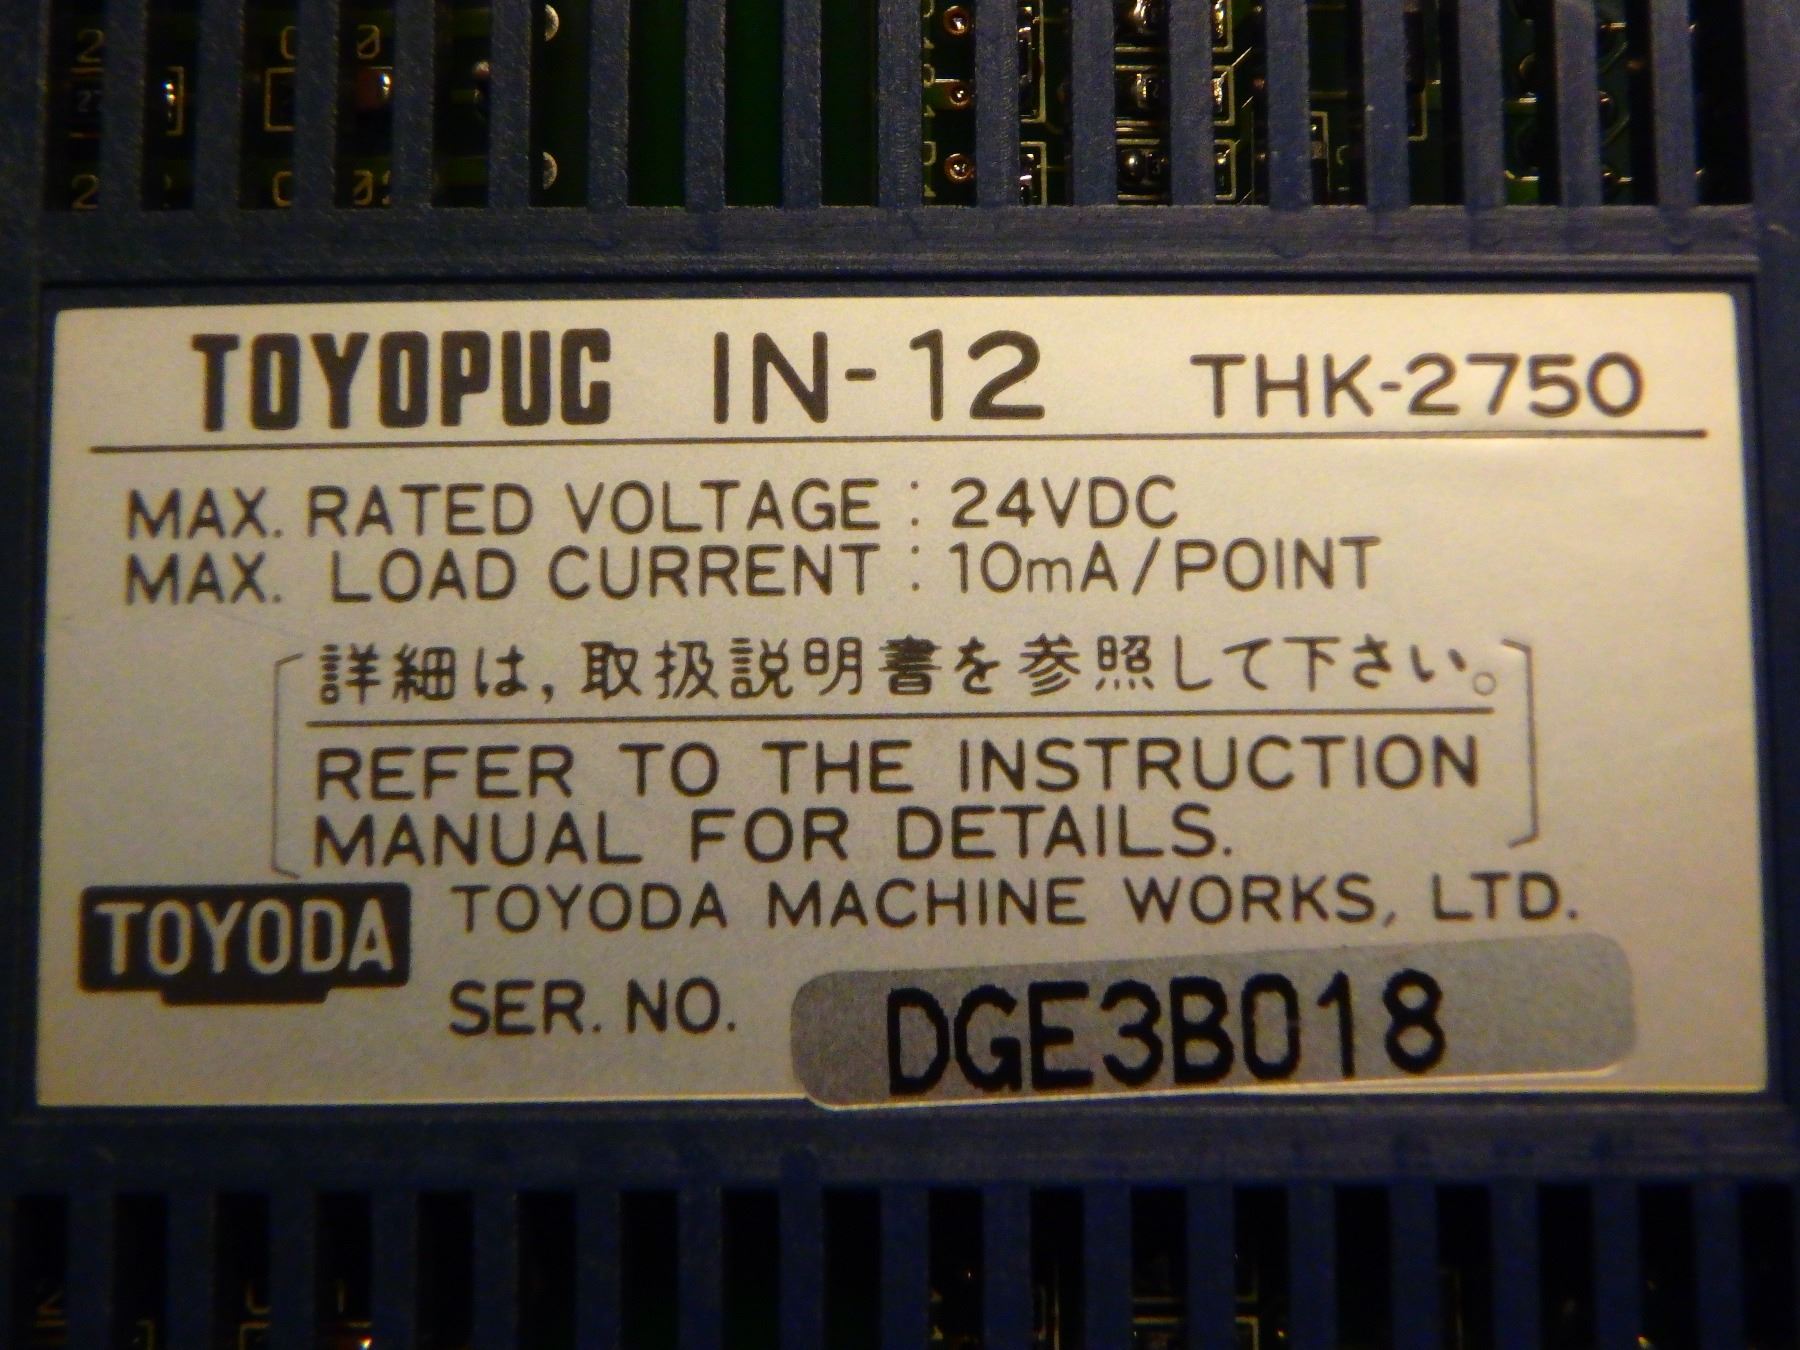 TOYOPUC IN-12 THK-2750
MAX. RATED VOLTAGE : 24VDC
MAX. LOAD CURRENT : 10mA/POINT
詳細は,取扱説明書を参照して下さい。
REFER TO THE INSTRUCTION
MANUAL FOR DETAILS.
TOYODA TOYODA MACHINE WORKS, LTD.
SER. NO. DGE3B018